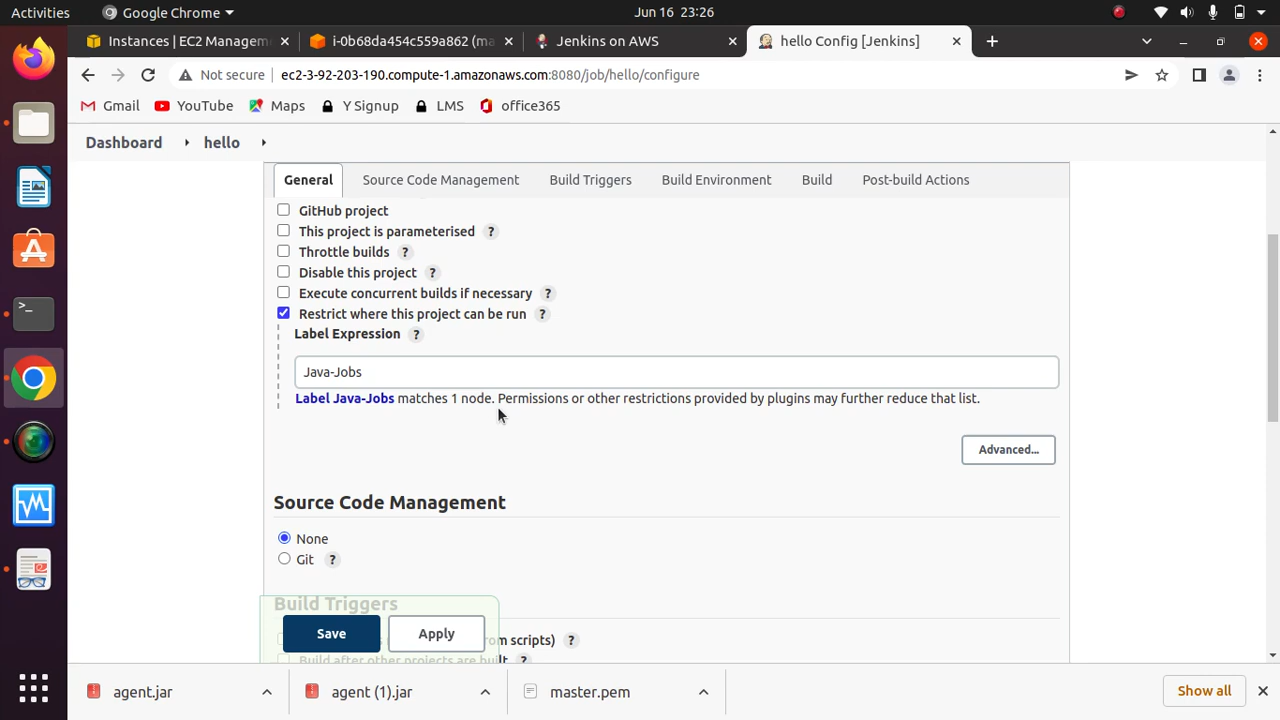 Activities
Google Chrome
Jun 16 23:26
Instances | EC2 Managem
i-0b68da454c559a862 (ma
Jenkins on AWS
hello Config [Jenkins]
Not secure
ec2-3-92-203-190.compute-1.amazonaws.com:8080/job/hello/configure
Gmail
YouTube
Maps
Y Signup
LMS
office365
Dashboard
hello
General
Source Code Management
Build Triggers
Build Environment
Build
Post-build Actions
GitHub project
This project is parameterised ?
Throttle builds ?
Disable this project ?
Execute concurrent builds if necessary ?
Restrict where this project can be run ?
Label Expression ?
Java-Jobs
Label Java-Jobs matches 1 node. Permissions or other restrictions provided by plugins may further reduce that list.
Advanced...
Source Code Management
None
Git ?
Build Triggers
om scripts) ?
Build after other projects are built ?
Save
Apply
agent.jar
agent (1).jar
master.pem
Show all